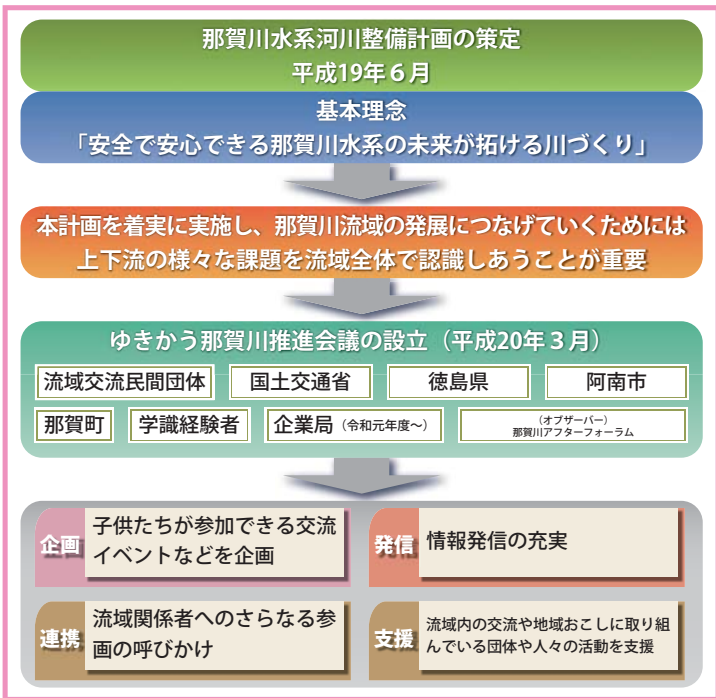 那賀川水系河川整備計画の策定
平成19年６月
基本理念
「安全で安心できる那賀川水系の未来が拓ける川づくり」
本計画を着実に実施し、那賀川流域の発展につなげていくためには
上下流の様々な課題を流域全体で認識しあうことが重要
ゆきかう那賀川推進会議の設立（平成20年３月）
流域交流民間団体 国土交通省 徳島県 阿南市
那賀町 学識経験者 企業局（令和元年度～）
（オブザーバー）
那賀川アフターフォーラム
企画
子供たちが参加できる交流
イベントなどを企画
発信
情報発信の充実
連携
流域関係者へのさらなる参
画の呼びかけ
支援
流域内の交流や地域おこしに取り組
んでいる団体や人々の活動を支援